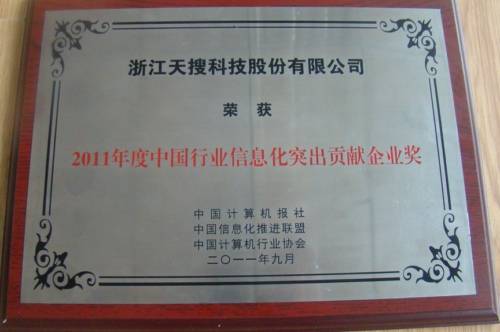 浙江天搜科技股份有限公司
荣 获
2011年度中国行业信息化突出贡献企业奖
中国计算机报社
中国信息化推进联盟
中国计算机行业协会
二〇一一年九月